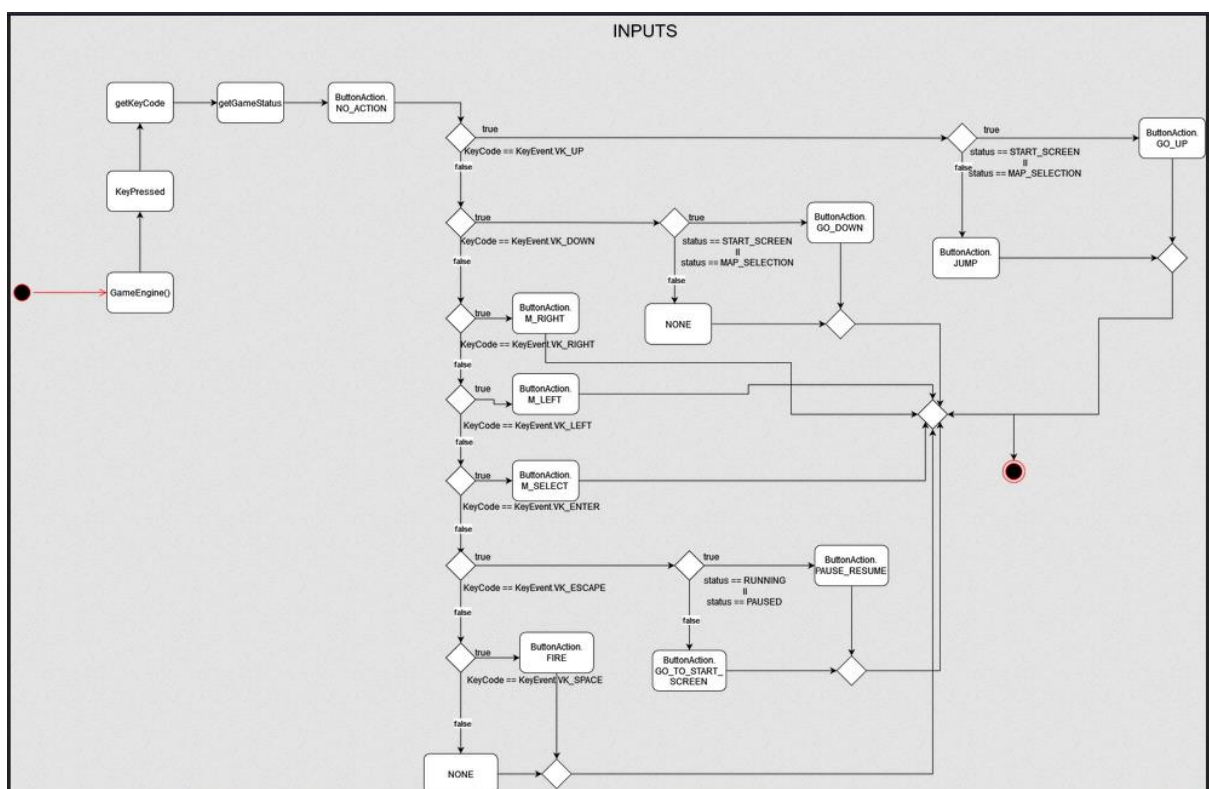 INPUTS
getKeyCode
getGameStatus
ButtonAction.
NO_ACTION
KeyPressed
GameEngine()
true
KeyCode == KeyEvent.VK_UP
false
true
status == START_SCREEN
II
status == MAP_SELECTION
false
ButtonAction.
GO_UP
ButtonAction.
JUMP
true
KeyCode == KeyEvent.VK_DOWN
false
true
status == START_SCREEN
II
status == MAP_SELECTION
false
ButtonAction.
GO_DOWN
NONE
true
KeyCode == KeyEvent.VK_RIGHT
false
ButtonAction.
M_RIGHT
true
KeyCode == KeyEvent.VK_LEFT
false
ButtonAction.
M_LEFT
true
KeyCode == KeyEvent.VK_ENTER
false
ButtonAction.
M_SELECT
true
KeyCode == KeyEvent.VK_ESCAPE
false
true
status == RUNNING
II
status == PAUSED
false
ButtonAction.
PAUSE_RESUME
ButtonAction.
GO_TO_START_
SCREEN
true
KeyCode == KeyEvent.VK_SPACE
false
ButtonAction.
FIRE
NONE